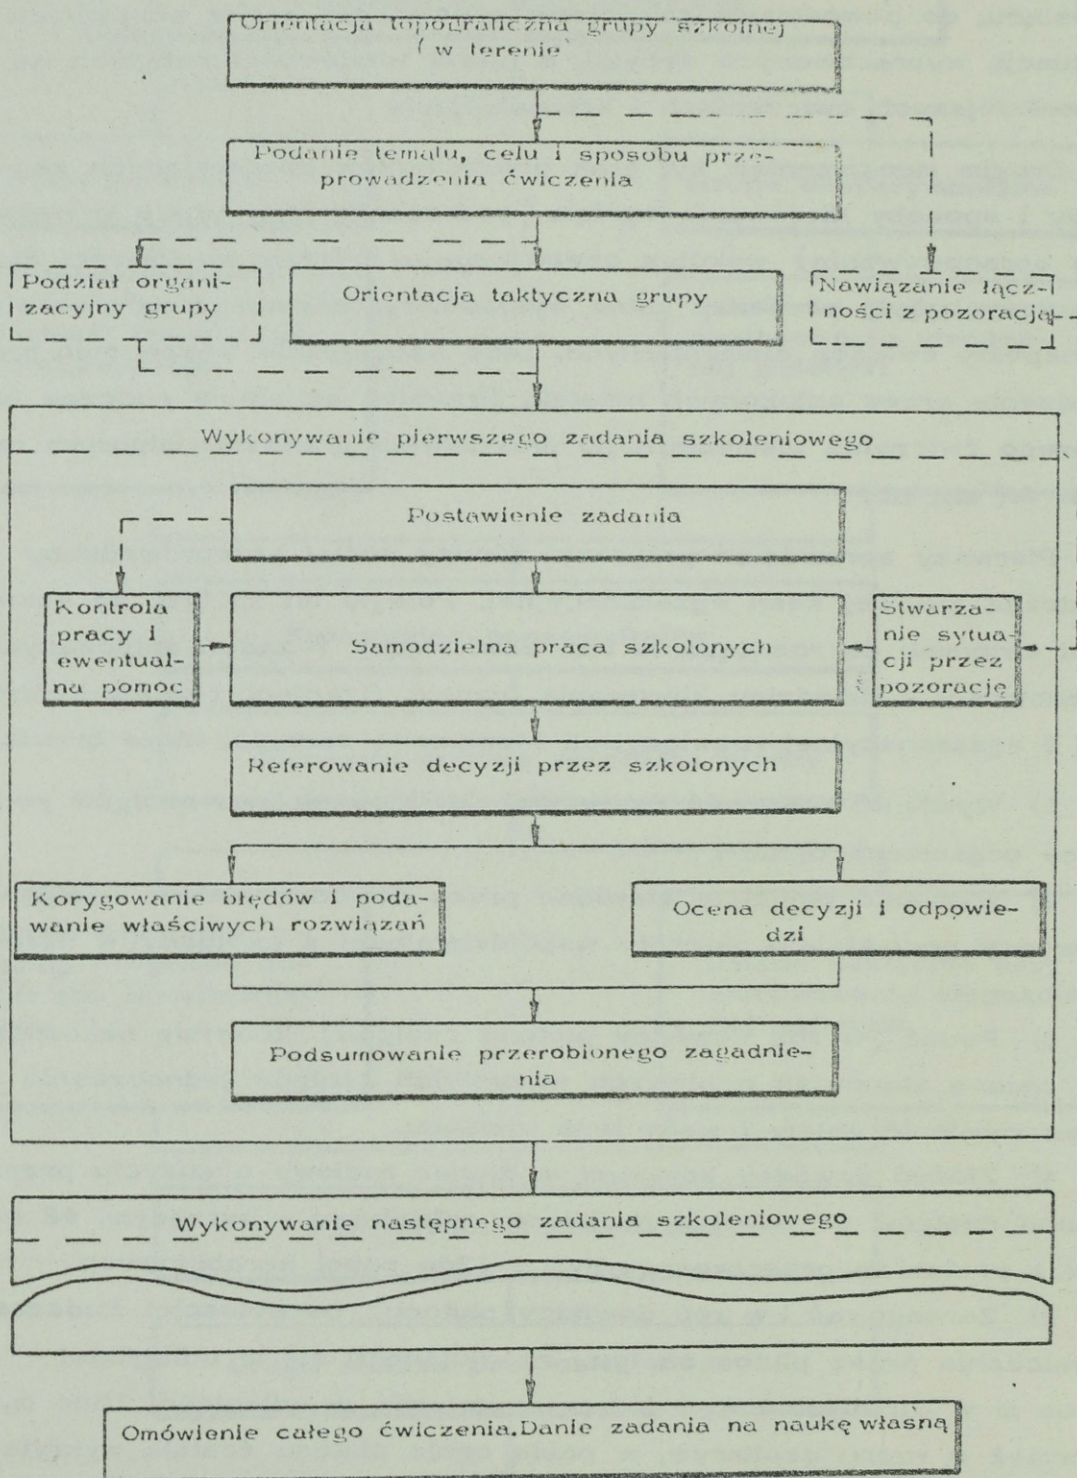 Orientacja topograficzna grupy szkolnej
( w terenie
Podanie tematu, celu i sposobu prze-
prowadzenia ćwiczenia
Podział organi-
zacyjny grupy
Orientacja taktyczna grupy
Nawiązanie łącz-
ności z pozoracją
Wykonywanie pierwszego zadania szkoleniowego
Postawienie zadania
Kontrola
pracy i
ewentual-
na pomoc
Samodzielna praca szkolonych
Stwarza-
nie sytua-
cji przez
pozorację
Referowanie decyzji przez szkolonych
Korygowanie błędów i poda-
wanie właściwych rozwiązań
Ocena decyzji i odpowie-
dzi
Podsumowanie przerobionego zagadnie-
nia
Wykonywanie następnego zadania szkoleniowego
Omówienie całego ćwiczenia.Danie zadania na naukę własną